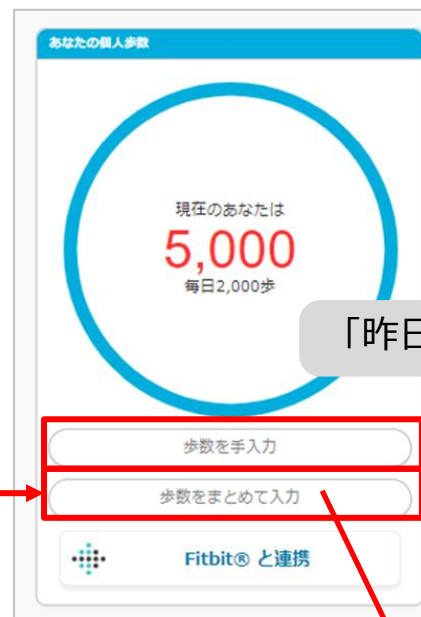 あなたの個人歩数
現在のあなたは
5,000
毎日2,000歩
「昨日
歩数を手入力
歩数をまとめて入力
Fitbit® と連携